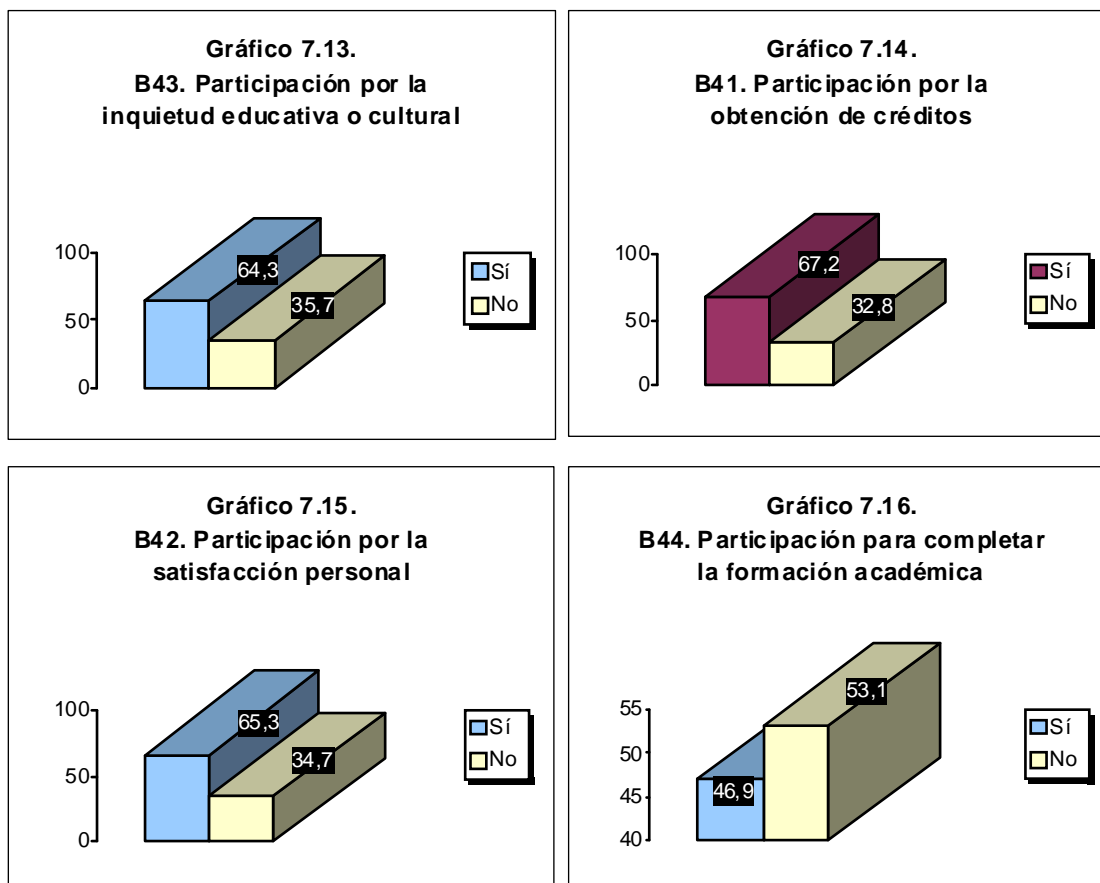 Gráfico 7.13.
B43. Participación por la
inquietud educativa o cultural
100
50
0
64,3
35,7
Sí
No
Gráfico 7.14.
B41. Participación por la
obtención de créditos
100
50
0
67,2
32,8
Sí
No
Gráfico 7.15.
B42. Participación por la
satisfacción personal
100
50
0
65,3
34,7
Sí
No
Gráfico 7.16.
B44. Participación para completar
la formación académica
55
50
45
40
46,9
53,1
Sí
No